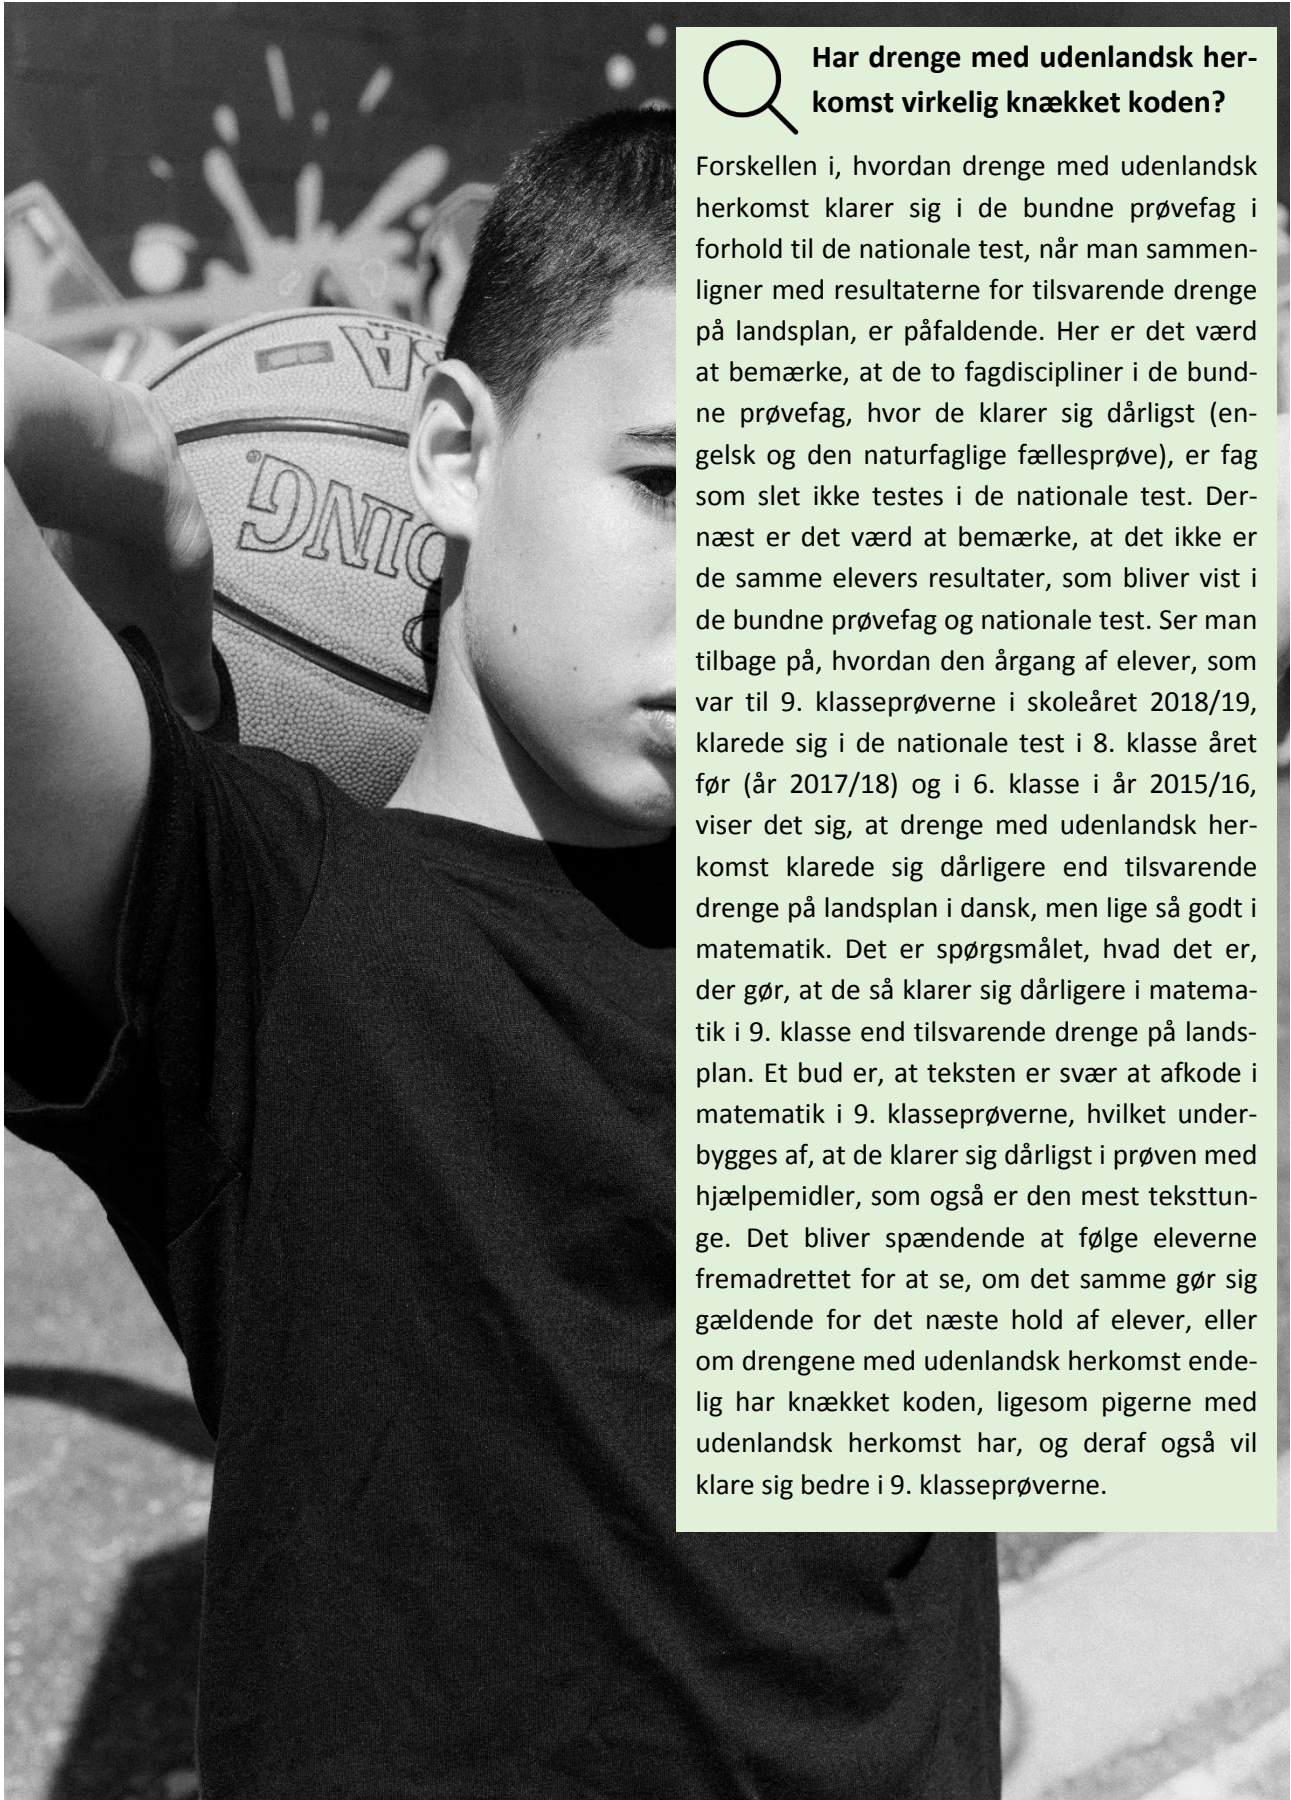 Har drenge med udenlandsk her-
komst virkelig knækket koden?
Forskellen i, hvordan drenge med udenlandsk
herkomst klarer sig i de bundne prøvefag i
forhold til de nationale test, når man sammen-
ligner med resultaterne for tilsvarende drenge
på landsplan, er påfaldende. Her er det værd
at bemærke, at de to fagdiscipliner i de bund-
ne prøvefag, hvor de klarer sig dårligst (en-
gelsk og den naturfaglige fællesprøve), er fag
som slet ikke testes i de nationale test. Der-
næst er det værd at bemærke, at det ikke er
de samme elevers resultater, som bliver vist i
de bundne prøvefag og nationale test. Ser man
tilbage på, hvordan den årgang af elever, som
var til 9. klasseprøverne i skoleåret 2018/19,
klarede sig i de nationale test i 8. klasse året
før (år 2017/18) og i 6. klasse i år 2015/16,
viser det sig, at drenge med udenlandsk her-
komst klarede sig dårligere end tilsvarende
drenge på landsplan i dansk, men lige så godt i
matematik. Det er spørgsmålet, hvad det er,
der gør, at de så klarer sig dårligere i matema-
tik i 9. klasse end tilsvarende drenge på lands-
plan. Et bud er, at teksten er svær at afkode i
matematik i 9. klasseprøverne, hvilket under-
bygges af, at de klarer sig dårligst i prøven med
hjælpemidler, som også er den mest teksttun-
ge. Det bliver spændende at følge eleverne
fremadrettet for at se, om det samme gør sig
gældende for det næste hold af elever, eller
om drengene med udenlandsk herkomst ende-
lig har knækket koden, ligesom pigerne med
udenlandsk herkomst har, og deraf også vil
klare sig bedre i 9. klasseprøverne.